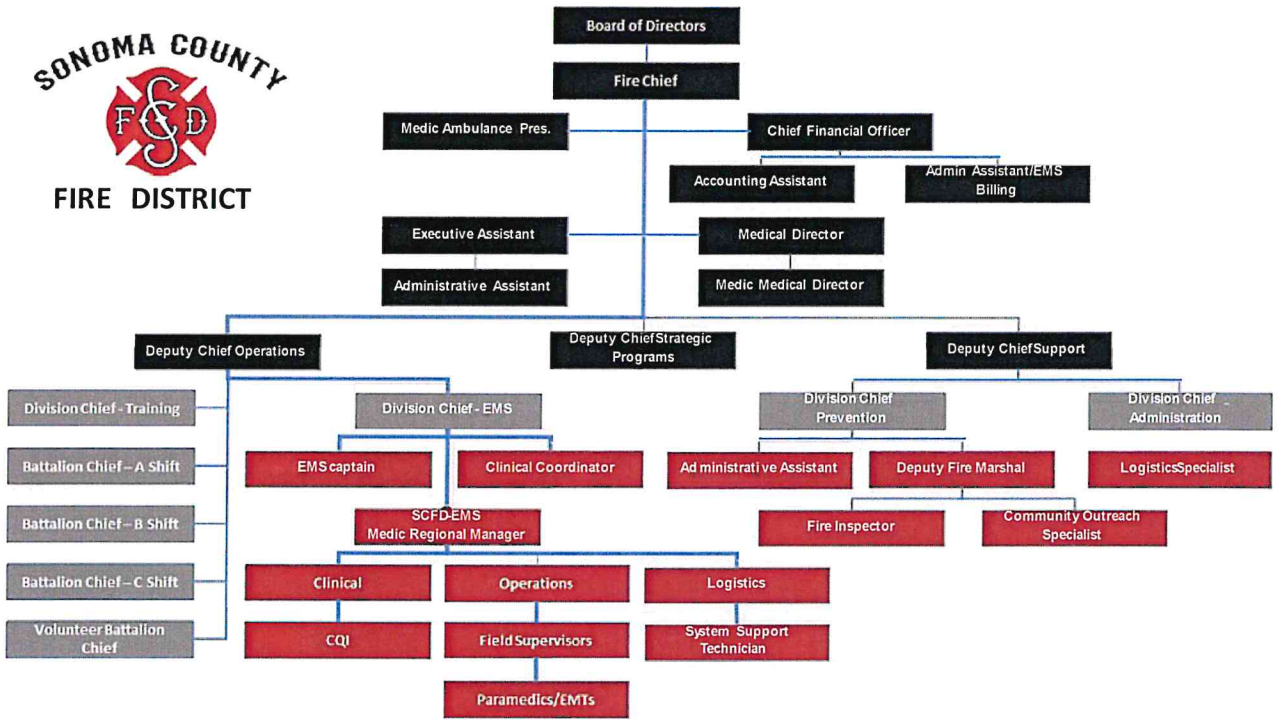 Board of Directors
SONOMA COUNTY
Fire Chief
F S C D
Medic Ambulance Pres.
Chief Financial Officer
FIRE DISTRICT
Accounting Assistant
Admin Assistant/EMS
Billing
Executive Assistant
Medical Director
Administrative Assistant
Medic Medical Director
Deputy Chief Operations
Deputy Chief Strategic
Programs
Deputy Chief Support
Division Chief - Training
Division Chief - EMS
Division Chief
Prevention
Division Chief -
Administration
Battalion Chief – A Shift
EMS captain
Clinical Coordinator
Administrative Assistant
Deputy Fire Marshal
Logistics Specialist
Battalion Chief – B Shift
SCFD-EMS
Medic Regional Manager
Fire Inspector
Community Outreach
Specialist
Battalion Chief – C Shift
Clinical
Operations
Logistics
Volunteer Battalion
Chief
CQI
Field Supervisors
System Support
Technician
Paramedics/EMTs